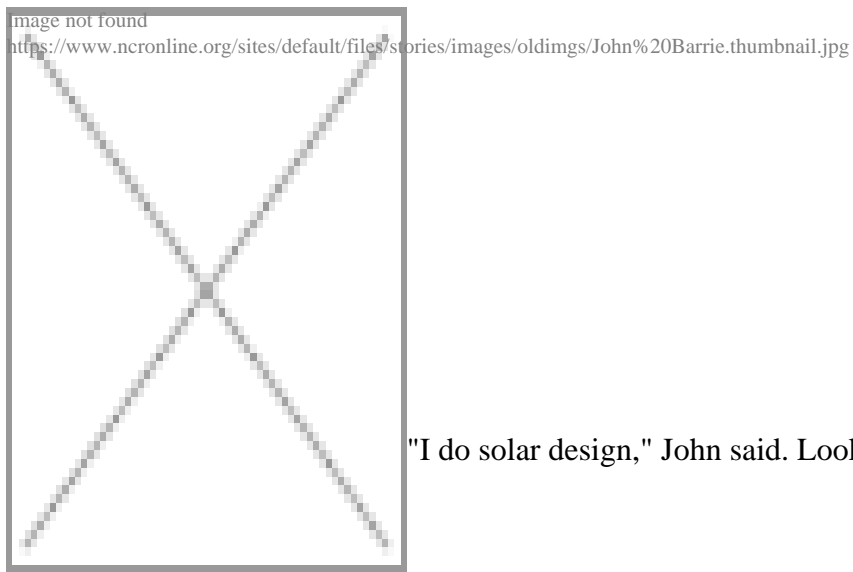 Image not found
https://www.ncronline.org/sites/default/files/stories/images/oldimgs/John%20Barrie.thumbnail.jpg
"I do solar design," John said. Look